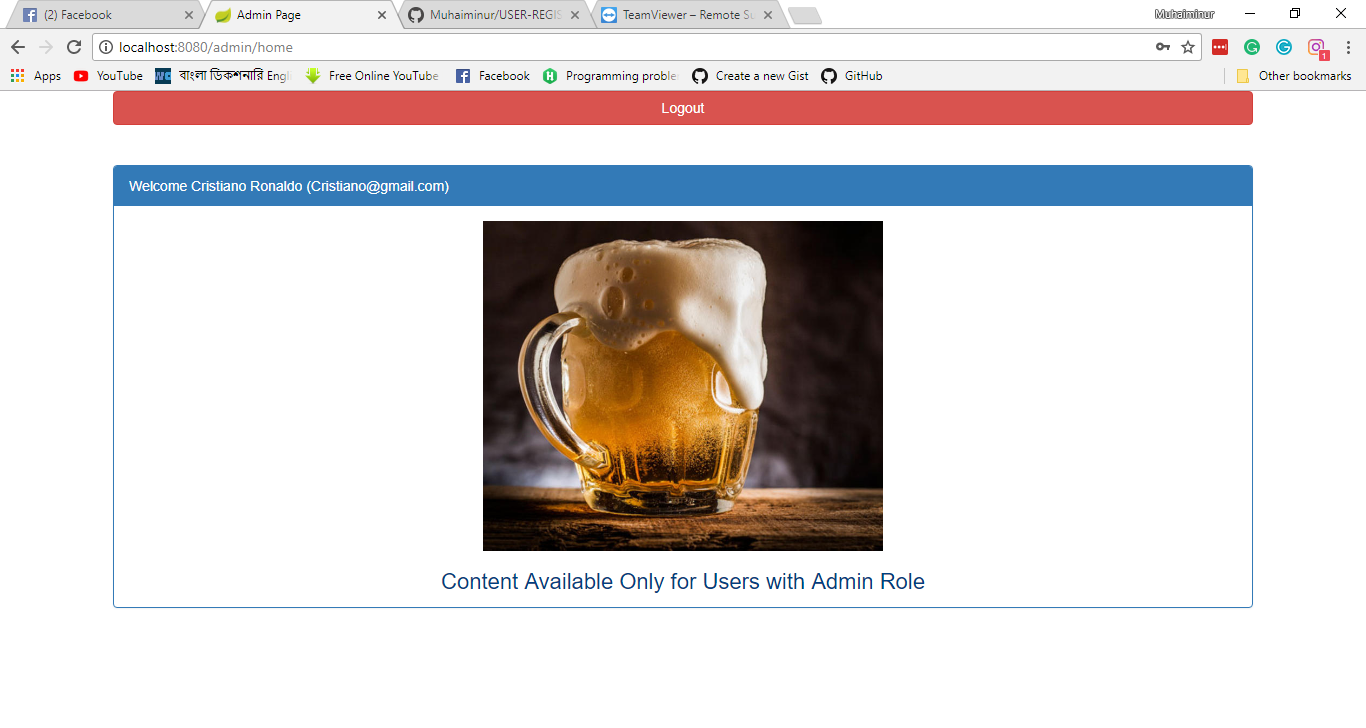 (2) Facebook
Admin Page
Muhaiminur/USER-REGIS
TeamViewer – Remote Su
Muhaiminur
localhost:8080/admin/home
1
Apps
YouTube
বাংলা ডিকশনারি Engli
Free Online YouTube
Facebook
Programming proble
Create a new Gist
GitHub
Other bookmarks
Logout
Welcome Cristiano Ronaldo (Cristiano@gmail.com)
Content Available Only for Users with Admin Role